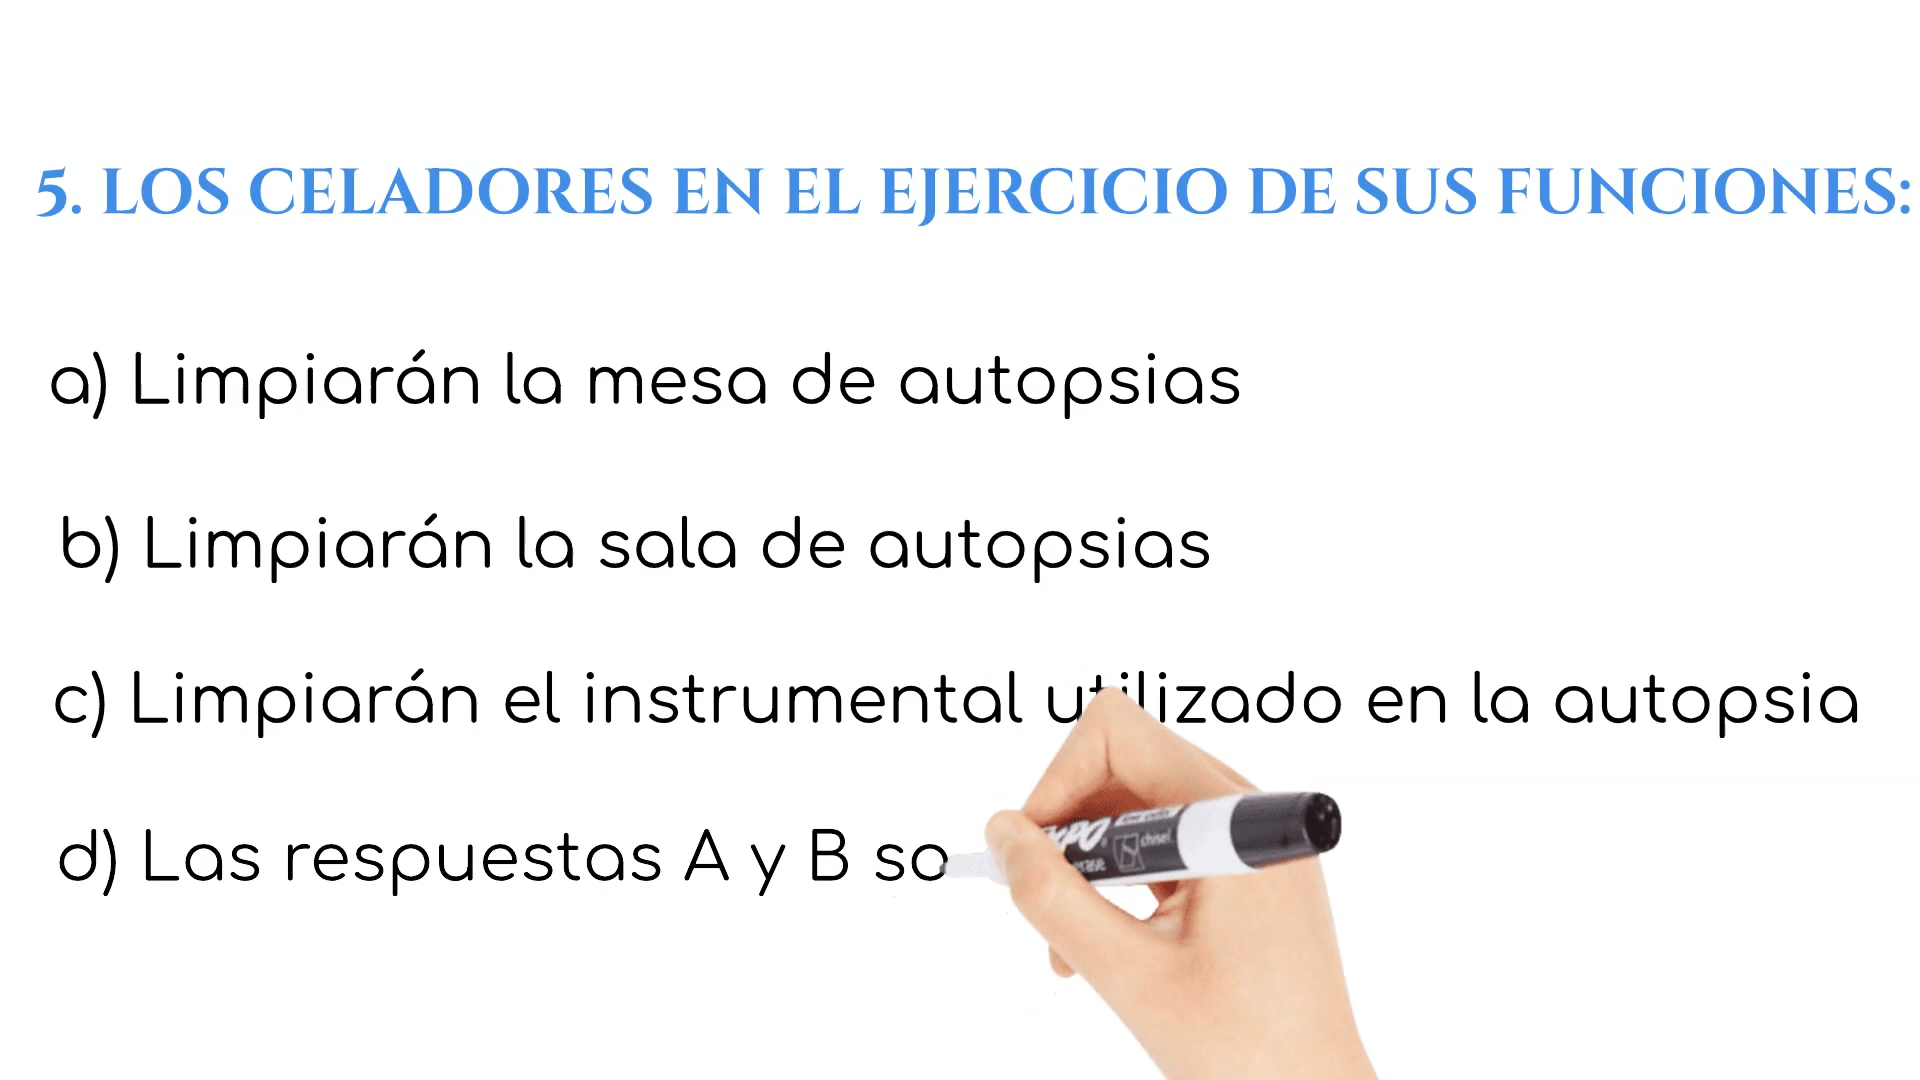 5. LOS CELADORES EN EL EJERCICIO DE SUS FUNCIONES:
a) Limpiarán la mesa de autopsias
b) Limpiarán la sala de autopsias
c) Limpiarán el instrumental utilizado en la autopsia
d) Las respuestas A y B so
chisel